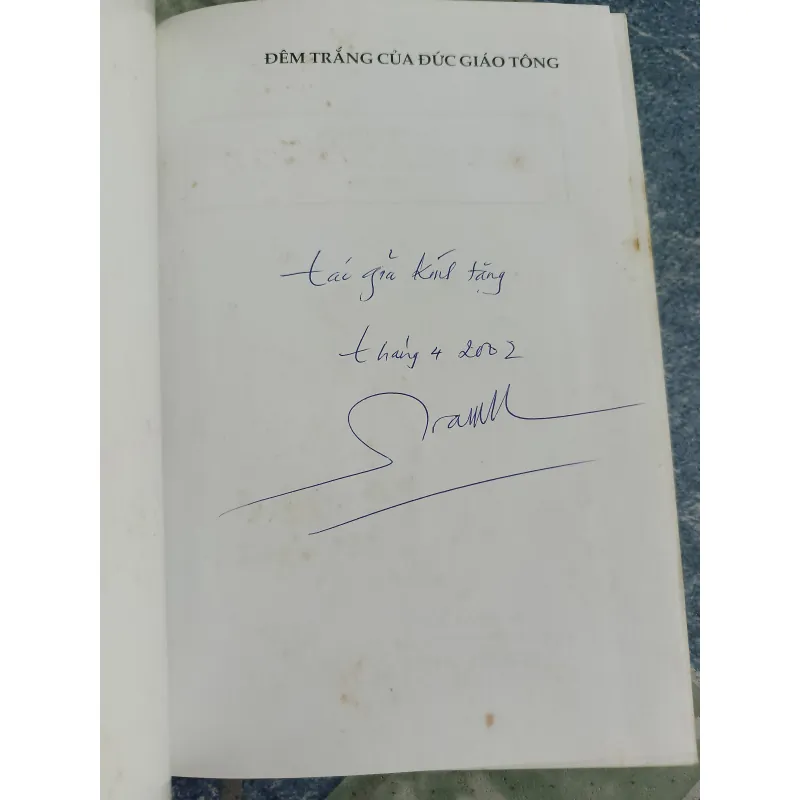 ĐÊM TRẮNG CỦA ĐỨC GIÁO TÔNG
tác giả kính tặng
tháng 4 2002